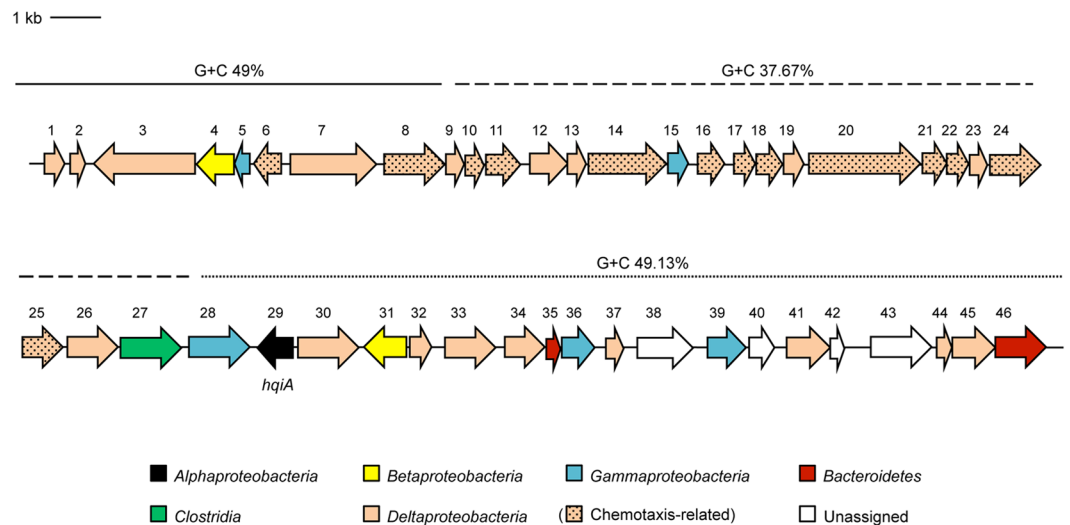 1 kb
G+C 49% G+C 37.67%
1 2 3 4 5 6 7 8 9 10 11 12 13 14 15 16 17 18 19 20 21 22 23 24
G+C 49.13%
25 26 27 28 29 30 31 32 33 34 35 36 37 38 39 40 41 42 43 44 45 46
hqiA
Alphaproteobacteria Betaproteobacteria Gammaproteobacteria Bacteroidetes
Clostridia Deltaproteobacteria ( Chemotaxis-related) Unassigned